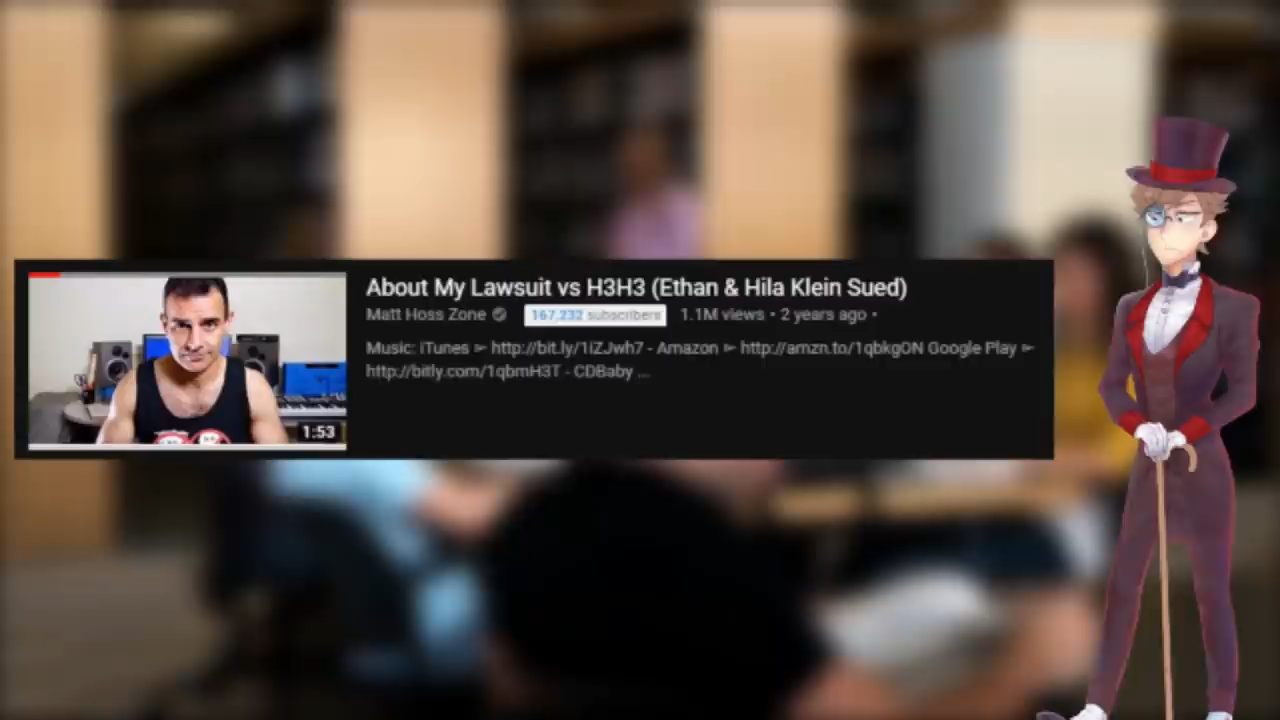 About My Lawsuit vs H3H3 (Ethan & Hila Klein Sued)
Matt Hoss Zone 167,232 subscribers 1.1M views • 2 years ago •
Music: iTunes ► http://bit.ly/1iZJwh7 - Amazon ► http://amzn.to/1qbkgON Google Play ►
http://bitly.com/1qbmH3T - CDBaby ...
1:53